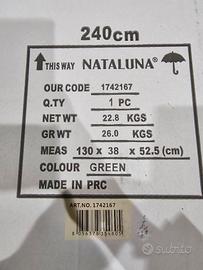 240cm
THIS WAY NATALUNA®
OUR CODE : 1742167
Q.TY : 1 PC
NET WT : 22.8 KGS
GR WT : 26.0 KGS
MEAS : 130 x 38 x 52.5 (cm)
COLOUR : GREEN
MADE IN PRC
ART.NO. 1742167
subito